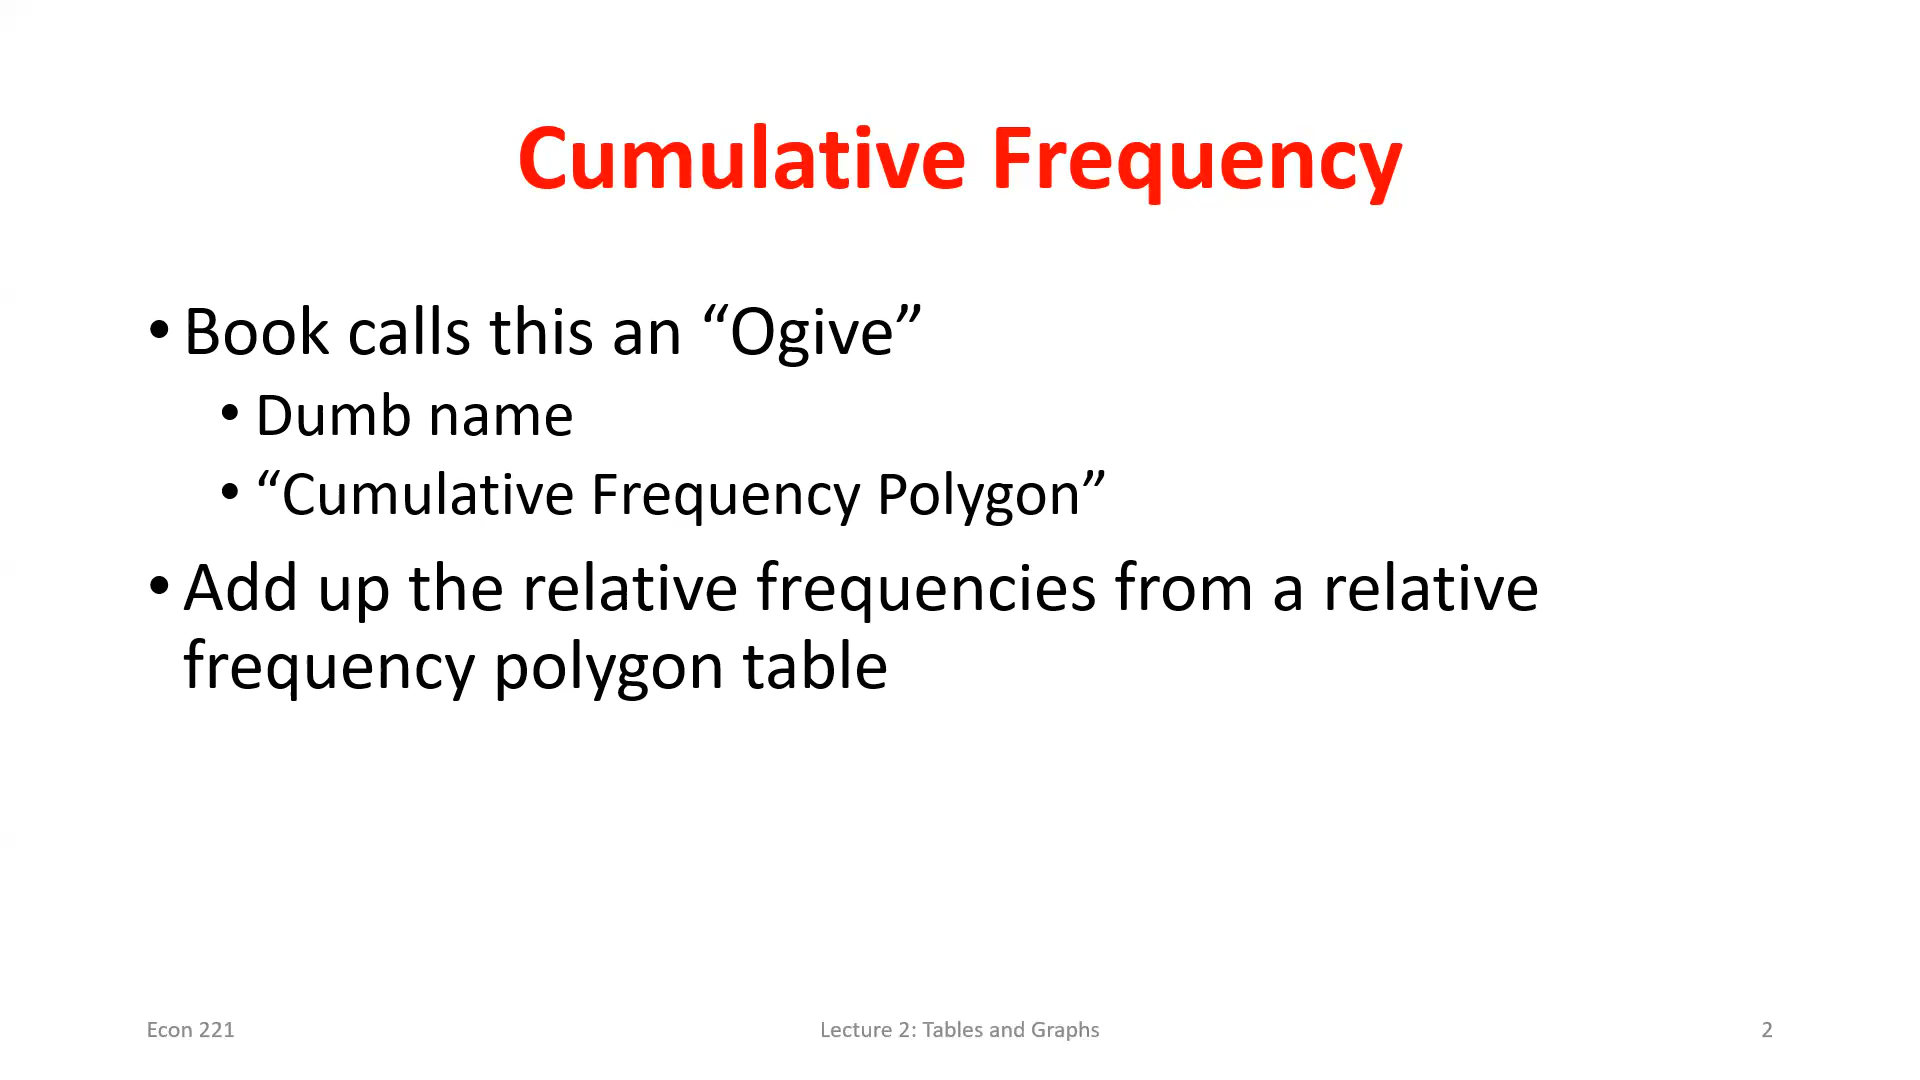 Cumulative Frequency
• Book calls this an “Ogive”
• Dumb name
• “Cumulative Frequency Polygon”
• Add up the relative frequencies from a relative
frequency polygon table
Econ 221
Lecture 2: Tables and Graphs
2